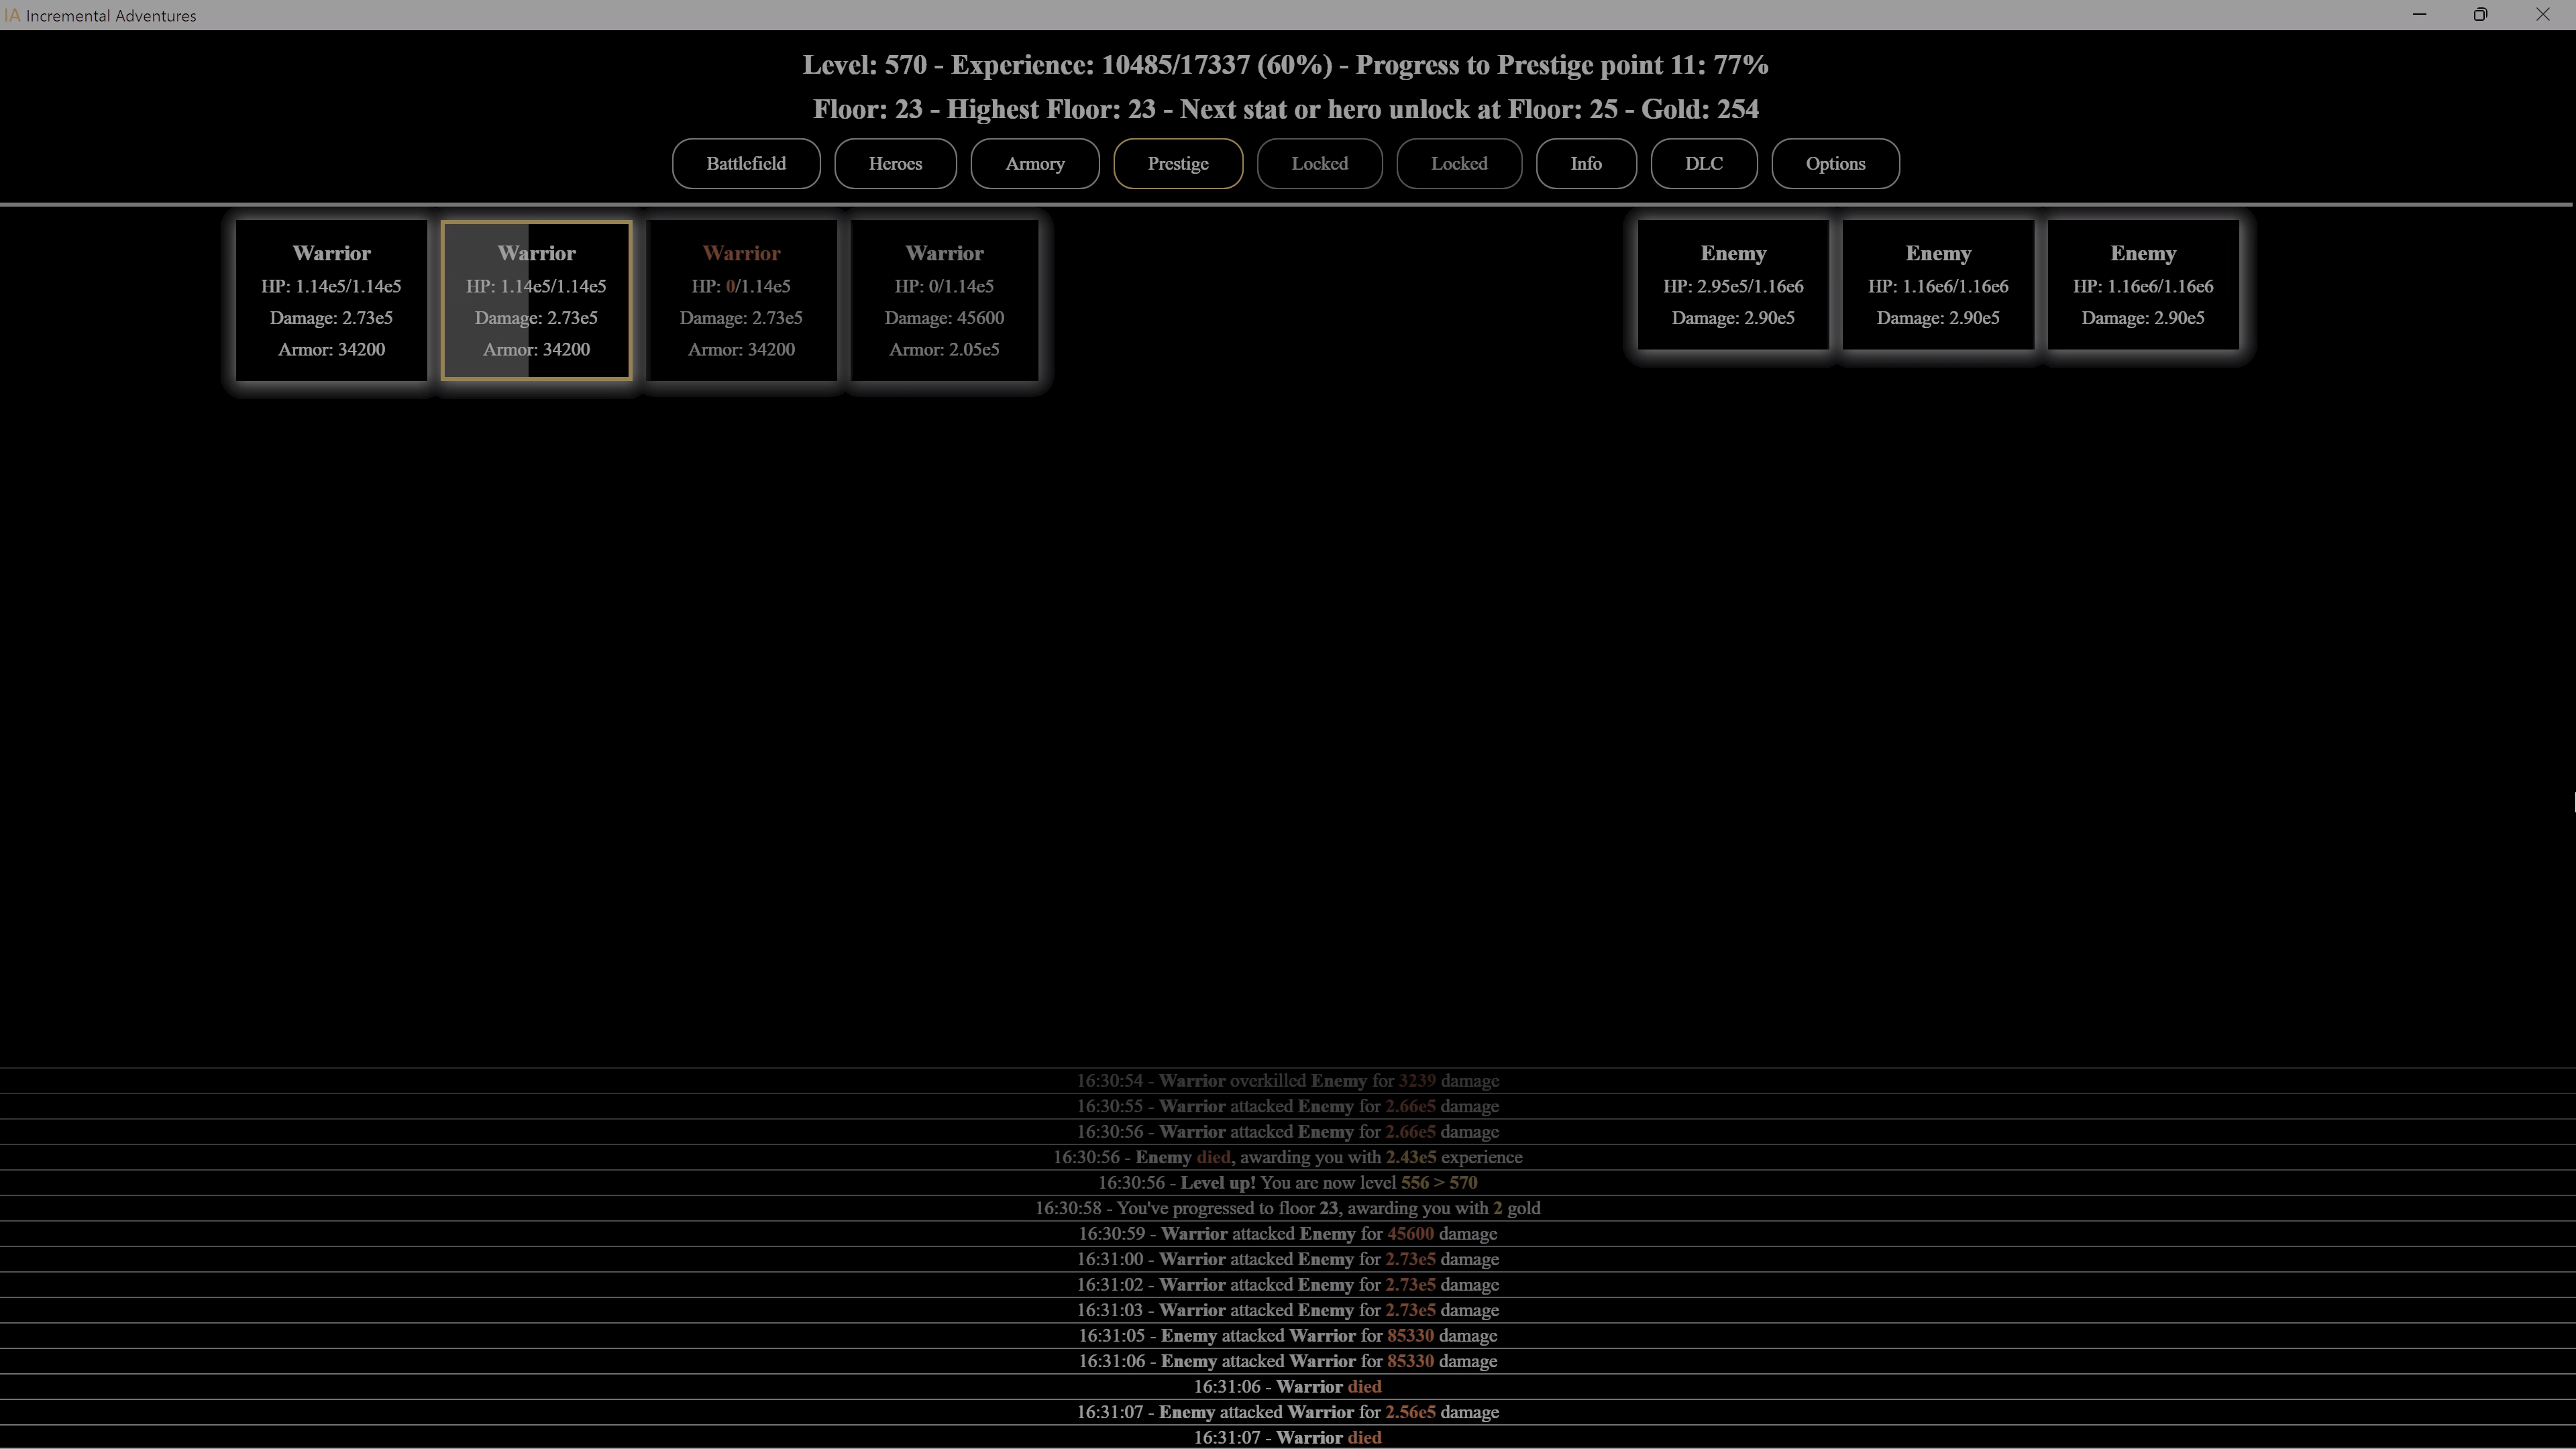 IA Incremental Adventures
Level: 570 - Experience: 10485/17337 (60%) - Progress to Prestige point 11: 77%
Floor: 23 - Highest Floor: 23 - Next stat or hero unlock at Floor: 25 - Gold: 254
Battlefield Heroes Armory Prestige Locked Locked Info DLC Options
Warrior Warrior Warrior Warrior Enemy Enemy Enemy
HP: 1.14e5/1.14e5 HP: 1.14e5/1.14e5 HP: 0/1.14e5 HP: 0/1.14e5 HP: 2.95e5/1.16e6 HP: 1.16e6/1.16e6 HP: 1.16e6/1.16e6
Damage: 2.73e5 Damage: 2.73e5 Damage: 2.73e5 Damage: 45600 Damage: 2.90e5 Damage: 2.90e5 Damage: 2.90e5
Armor: 34200 Armor: 34200 Armor: 34200 Armor: 2.05e5
16:30:54 - Warrior overkilled Enemy for 3239 damage
16:30:55 - Warrior attacked Enemy for 2.66e5 damage
16:30:56 - Warrior attacked Enemy for 2.66e5 damage
16:30:56 - Enemy died, awarding you with 2.43e5 experience
16:30:56 - Level up! You are now level 556 > 570
16:30:58 - You've progressed to floor 23, awarding you with 2 gold
16:30:59 - Warrior attacked Enemy for 45600 damage
16:31:00 - Warrior attacked Enemy for 2.73e5 damage
16:31:02 - Warrior attacked Enemy for 2.73e5 damage
16:31:03 - Warrior attacked Enemy for 2.73e5 damage
16:31:05 - Enemy attacked Warrior for 85330 damage
16:31:06 - Enemy attacked Warrior for 85330 damage
16:31:06 - Warrior died
16:31:07 - Enemy attacked Warrior for 2.56e5 damage
16:31:07 - Warrior died